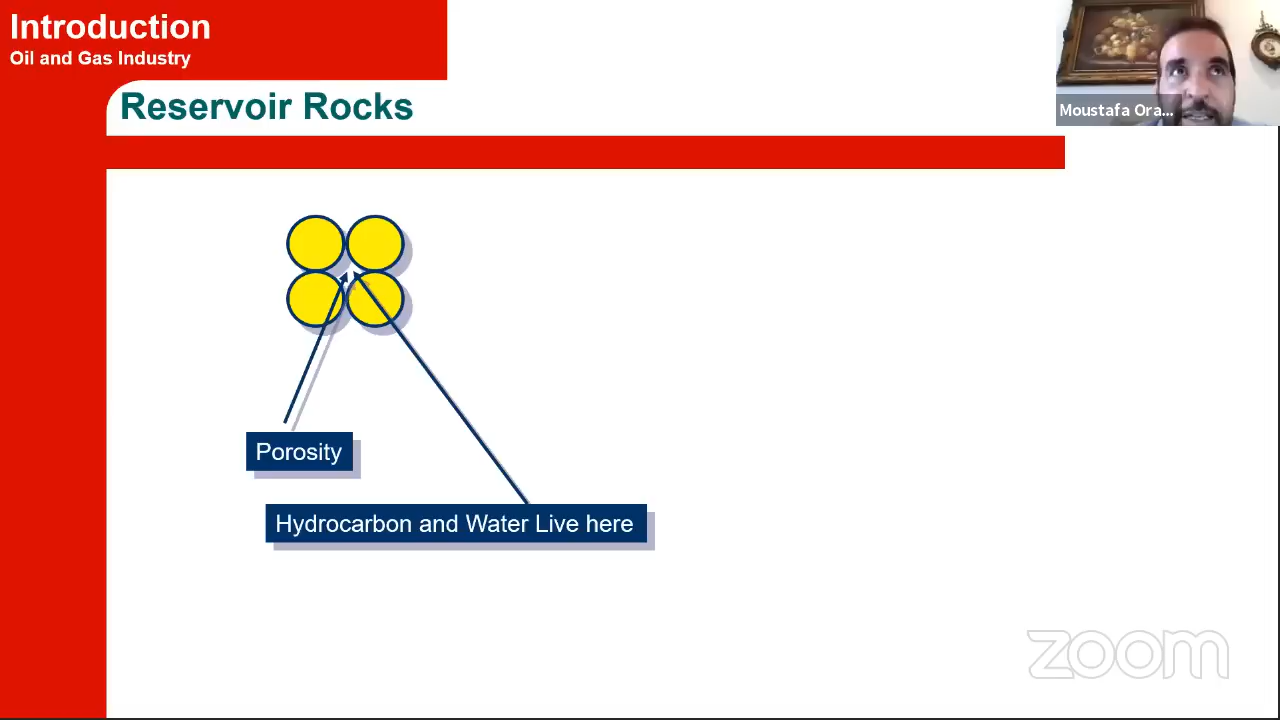 Introduction
Oil and Gas Industry
Reservoir Rocks
Moustafa Ora...
Porosity
Hydrocarbon and Water Live here
zoom